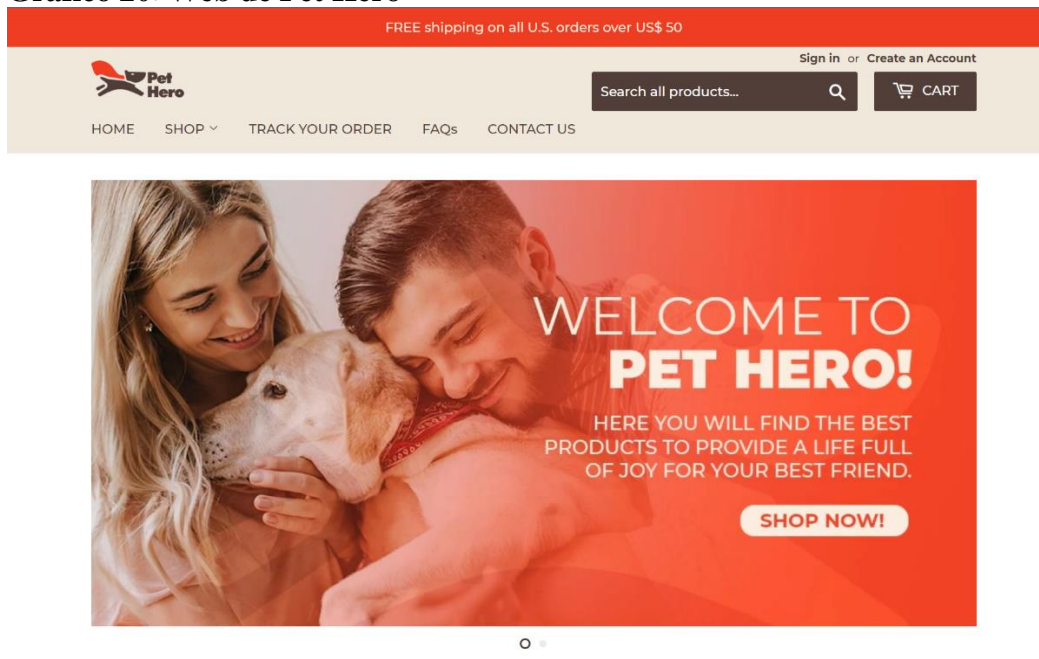 FREE shipping on all U.S. orders over US$ 50
Sign in or Create an Account
Pet
Hero
Search all products...
CART
HOME SHOP TRACK YOUR ORDER FAQs CONTACT US
WELCOME TO
PET HERO!
HERE YOU WILL FIND THE BEST
PRODUCTS TO PROVIDE A LIFE FULL
OF JOY FOR YOUR BEST FRIEND.
SHOP NOW!